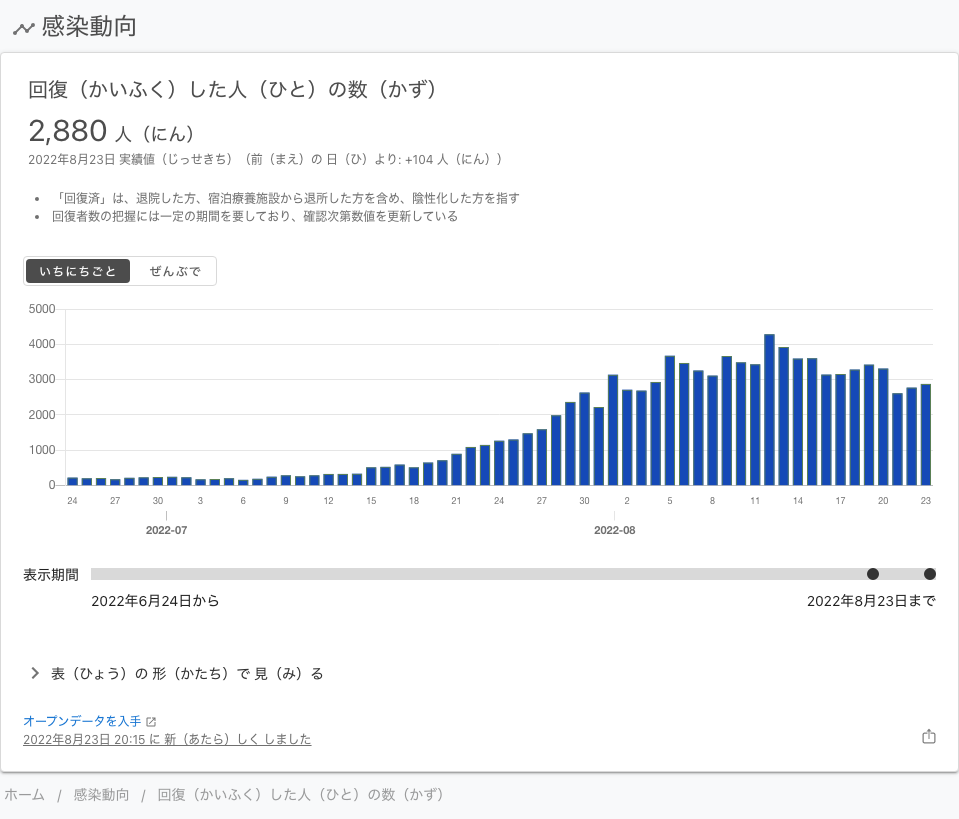 感染動向
回復（かいふく）した人（ひと）の数（かず）
2,880 人（にん）
2022年8月23日 実績値（じっせきち）（前（まえ）の 日（ひ）より: +104 人（にん））
• 「回復済」は、退院した方、宿泊療養施設から退所した方を含め、陰性化した方を指す
• 回復者数の把握には一定の期間を要しており、確認次第数値を更新している
いちにちごと ぜんぶで
5000
4000
3000
2000
1000
0
24 27 30 3 6 9 12 15 18 21 24 27 30 2 5 8 11 14 17 20 23
2022-07 2022-08
表示期間
2022年6月24日から 2022年8月23日まで
表（ひょう）の 形（かたち）で 見（み）る
オープンデータを入手
2022年8月23日 20:15 に 新（あたら）しく しました
ホーム / 感染動向 / 回復（かいふく）した人（ひと）の数（かず）